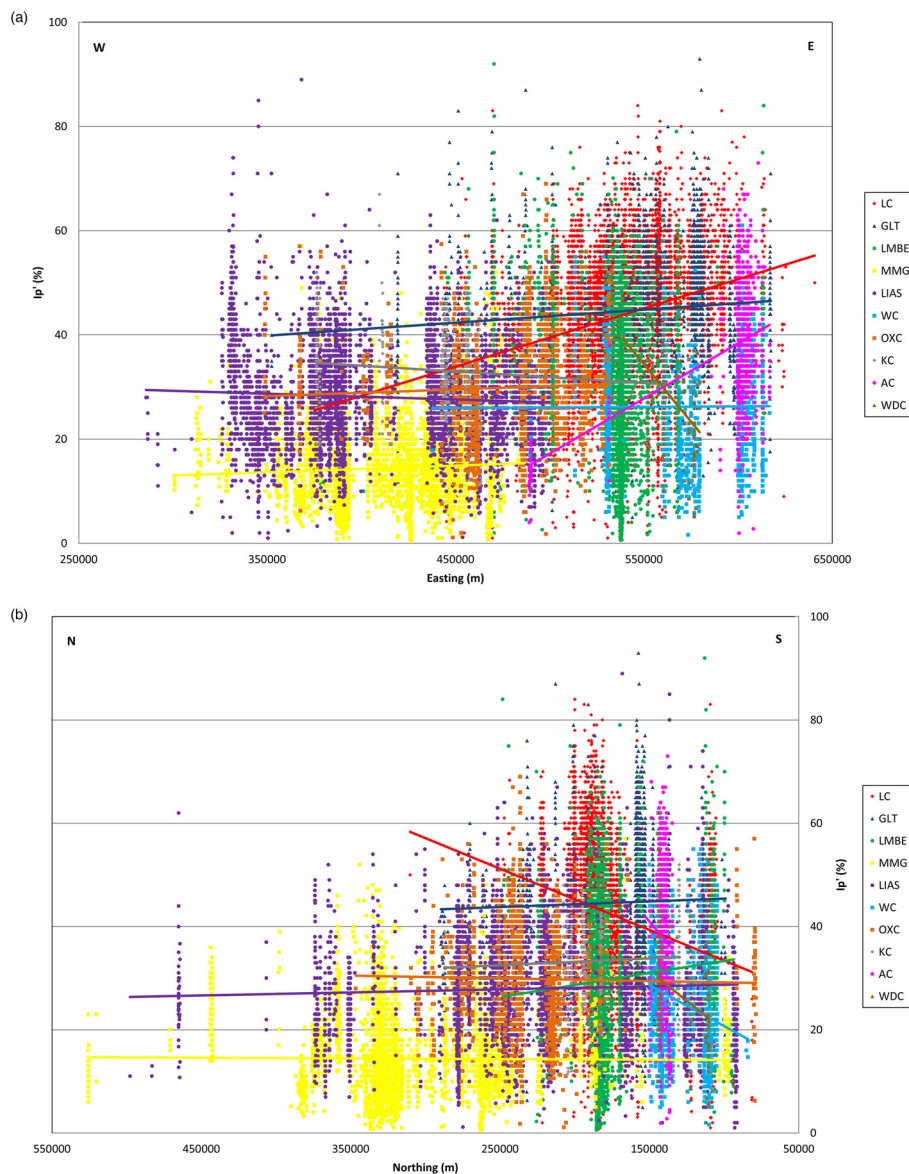 (a)
100
W
E
80
60
Ip' (%)
40
20
0
250000 350000 450000 550000 650000
Easting (m)
LC
GLT
LMBE
MMG
LIAS
WC
OXC
KC
AC
WDC
(b)
100
N
S
80
60
Ip' (%)
40
20
0
550000 450000 350000 250000 150000 50000
Northing (m)
LC
GLT
LMBE
MMG
LIAS
WC
OXC
KC
AC
WDC